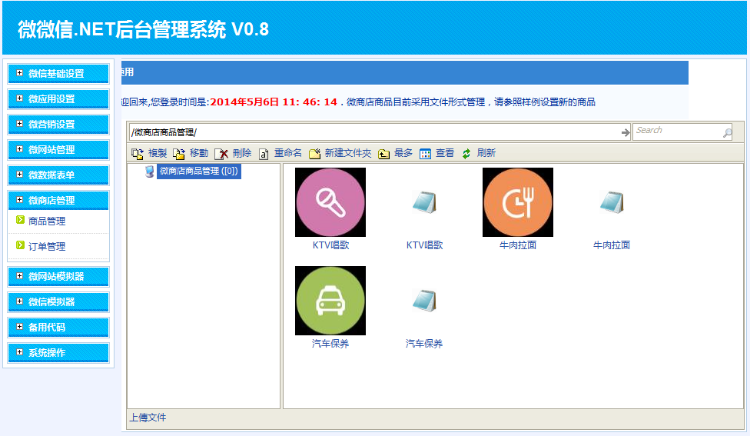 微微信.NET后台管理系统 V0.8
微信基础设置
微应用设置
微营销设置
微网站管理
微数据表单
微商店管理
商品管理
订单管理
微网站模拟器
微信模拟器
备用代码
系统操作
使用
迎回来,您登录时间是:2014年5月6日 11: 46: 14 . 微商店商品目前采用文件形式管理，请参照样例设置新的商品
/微商店商品管理/ Search
複製 移動 刪除 重命名 新建文件夹 最多 查看 刷新
微商店商品管理 ([0])
KTV唱歌 KTV唱歌 牛肉拉面 牛肉拉面
汽车保养 汽车保养
上傳文件